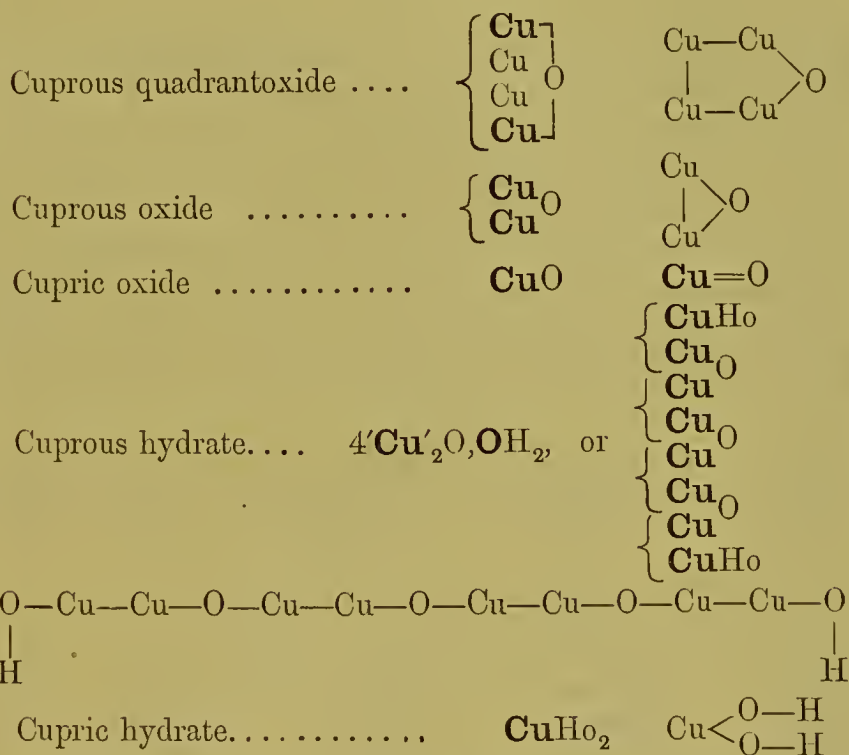 Cuprous quadrantoxide .... { Cu Cu O Cu Cu Cu—Cu O Cu—Cu
Cuprous oxide .......... { Cu O Cu Cu O Cu
Cupric oxide ............ CuO Cu=O
Cuprous hydrate.... 4'Cu'₂O,OH₂, or { CuHo Cu O { Cu Cu O { Cu Cu O { Cu CuHo
O—Cu—Cu—O—Cu—Cu—O—Cu—Cu—O—Cu—Cu—O
H H
Cupric hydrate............ CuHo₂ Cu< O—H O—H